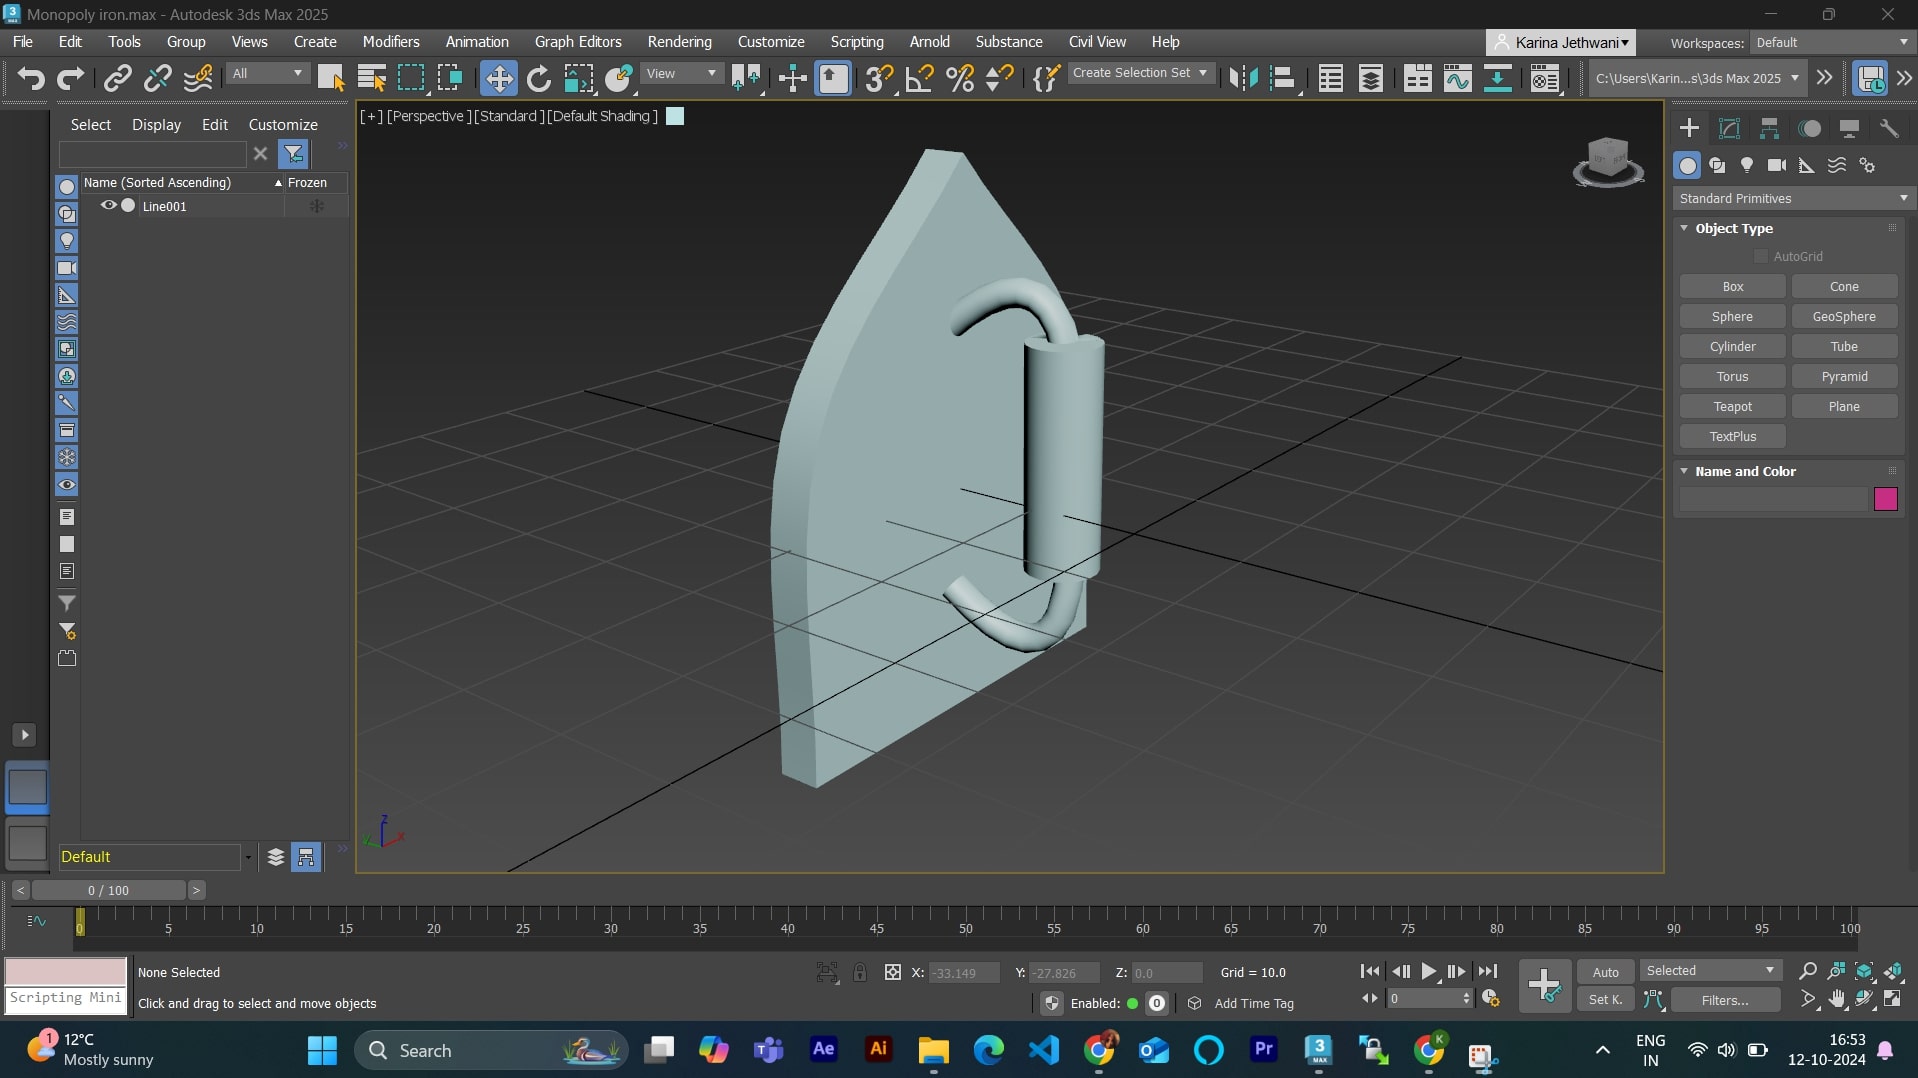 Monopoly iron.max - Autodesk 3ds Max 2025
File Edit Tools Group Views Create Modifiers Animation Graph Editors Rendering Customize Scripting Arnold Substance Civil View Help
Karina Jethwani
Workspaces: Default
All
View
Create Selection Set
C:\Users\Karin...s\3ds Max 2025
Select Display Edit Customize
[+] [Perspective ] [Standard ] [Default Shading ]
Name (Sorted Ascending) Frozen
Line001
Standard Primitives
Object Type
AutoGrid
Box Cone
Sphere GeoSphere
Cylinder Tube
Torus Pyramid
Teapot Plane
TextPlus
Name and Color
z
x
Default
< 0 / 100 >
0 5 10 15 20 25 30 35 40 45 50 55 60 65 70 75 80 85 90 95 100
None Selected
X: -33.149 Y: -27.826 Z: 0.0 Grid = 10.0
Auto Selected
Scripting Mini
Click and drag to select and move objects
Enabled: 0 Add Time Tag
0
Set K. Filters...
1
12°C
Mostly sunny
Search
Ae Ai Pr 3 MAX K
ENG
IN
16:53
12-10-2024